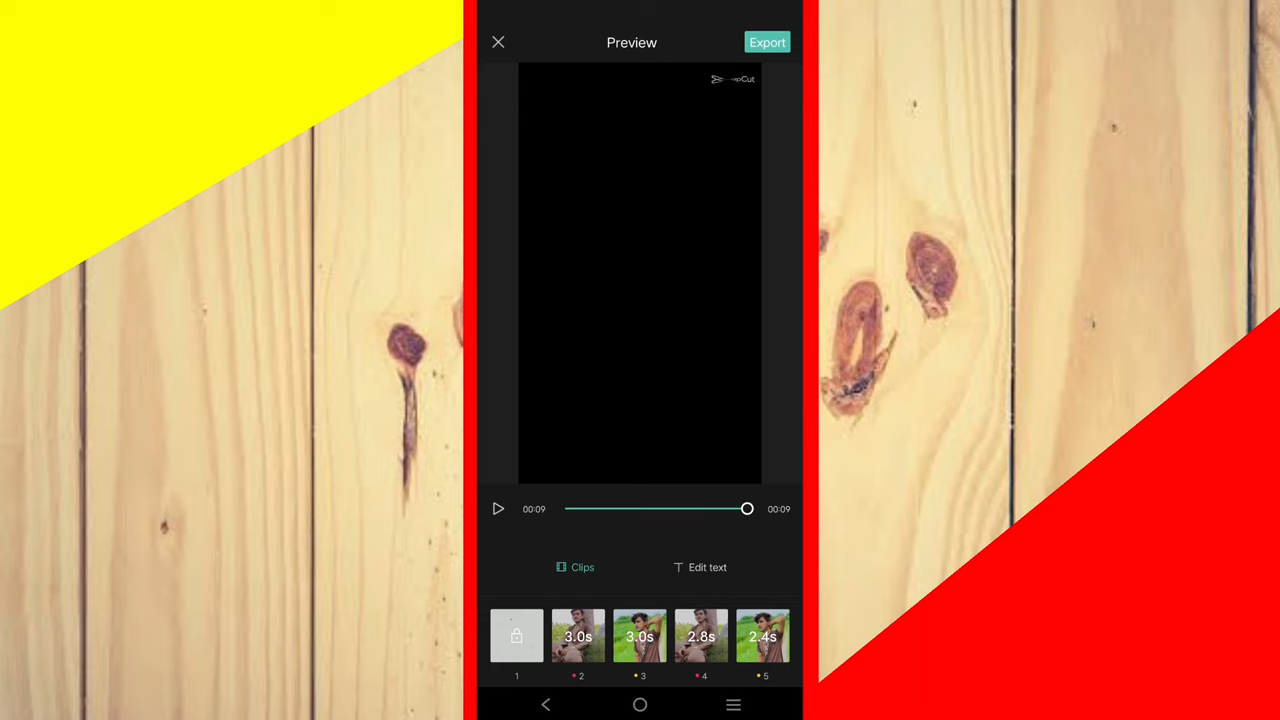 Preview
Export
pCut
00:09
00:09
Clips
Edit text
3.0s
3.0s
2.8s
2.4s
1
2
3
4
5